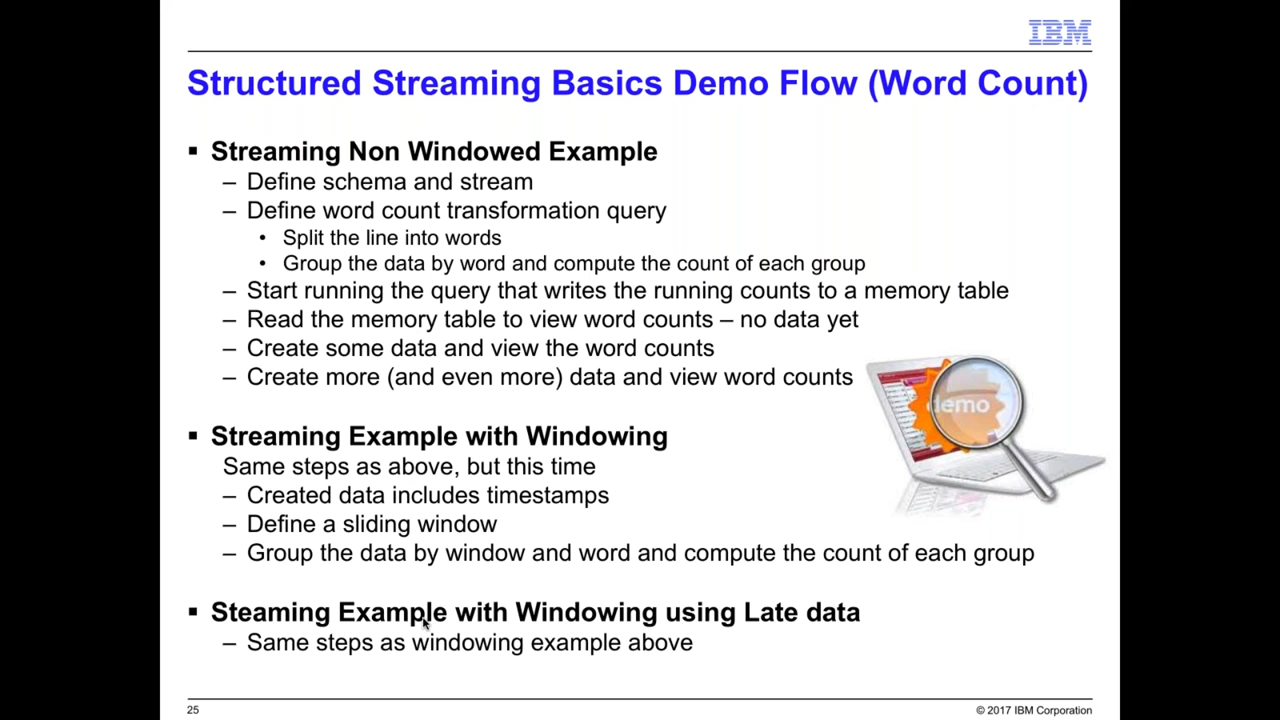 IBM
Structured Streaming Basics Demo Flow (Word Count)
▪ Streaming Non Windowed Example
– Define schema and stream
– Define word count transformation query
• Split the line into words
• Group the data by word and compute the count of each group
– Start running the query that writes the running counts to a memory table
– Read the memory table to view word counts – no data yet
– Create some data and view the word counts
– Create more (and even more) data and view word counts
demo
▪ Streaming Example with Windowing
Same steps as above, but this time
– Created data includes timestamps
– Define a sliding window
– Group the data by window and word and compute the count of each group
▪ Steaming Example with Windowing using Late data
– Same steps as windowing example above
25
© 2017 IBM Corporation